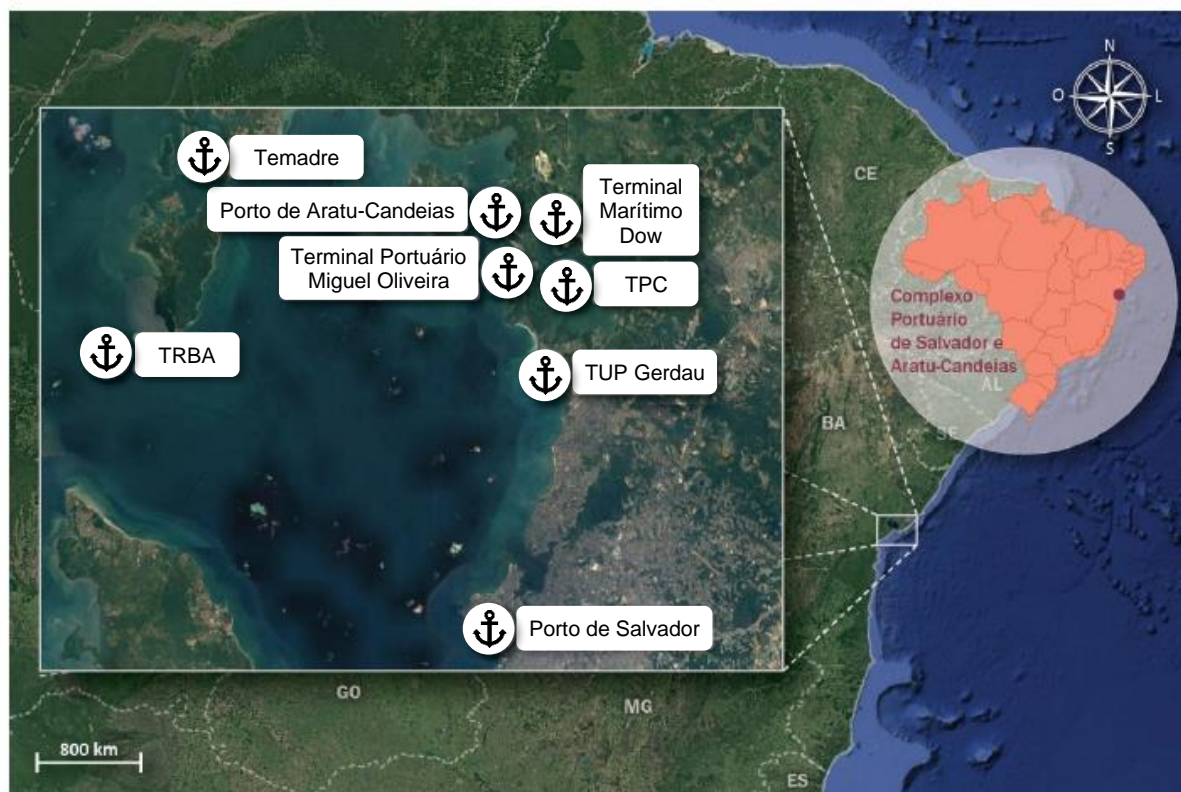 N
O
L
S
Temadre
Porto de Aratu-Candeias
Terminal
Marítimo
Dow
Terminal Portuário
Miguel Oliveira
TPC
TRBA
TUP Gerdau
Porto de Salvador
CE
Complexo
Portuário
de Salvador e
Aratu-Candeias
AL
SE
BA
GO
MG
ES
800 km